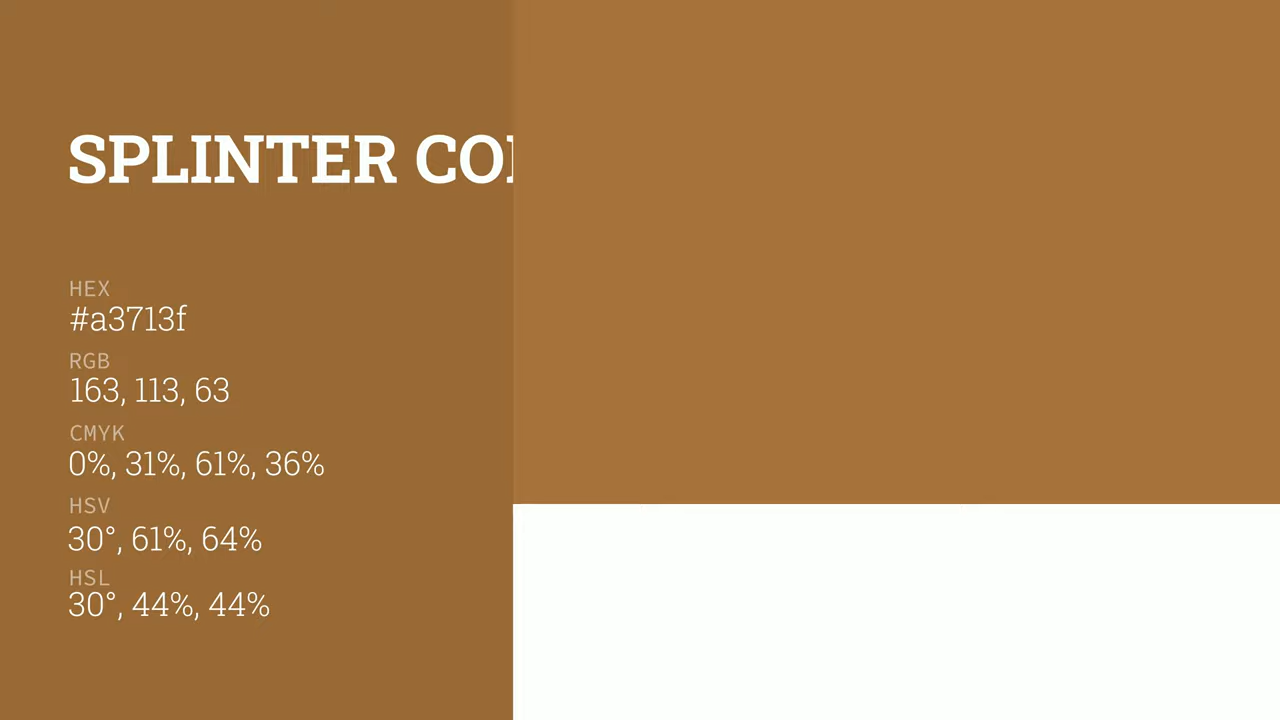 SPLINTER CO
HEX
#a3713f
RGB
163, 113, 63
CMYK
0%, 31%, 61%, 36%
HSV
30°, 61%, 64%
HSL
30°, 44%, 44%